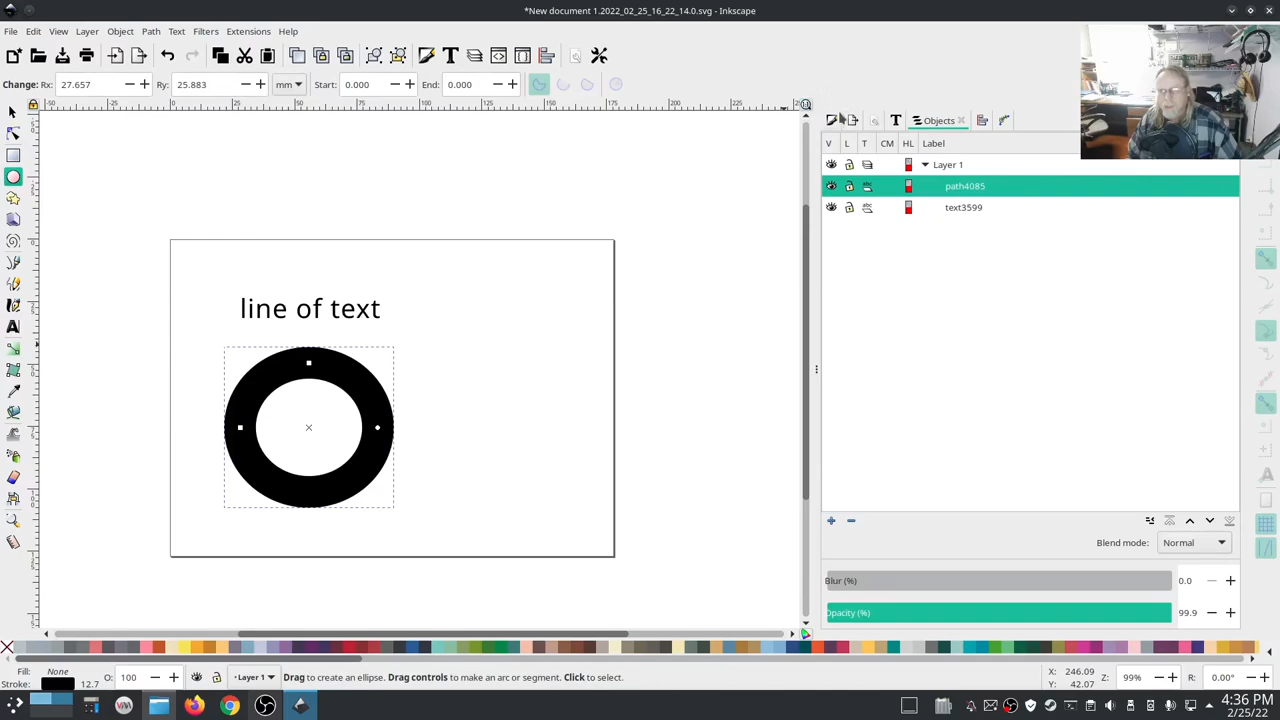 *New document 1.2022_02_25_16_22_14.0.svg - Inkscape
File Edit View Layer Object Path Text Filters Extensions Help
Change: Rx: 27.657 Ry: 25.883 mm Start: 0.000 End: 0.000
Objects
V L T CM HL Label
Layer 1
path4085
text3599
line of text
Blend mode: Normal
Blur (%) 0.0
Opacity (%) 99.9
Fill: None
Stroke: 12.7
O: 100
Layer 1
Drag to create an ellipse. Drag controls to make an arc or segment. Click to select.
X: 246.09
Y: 42.07
Z: 99%
R: 0.00°
4:36 PM
2/25/22